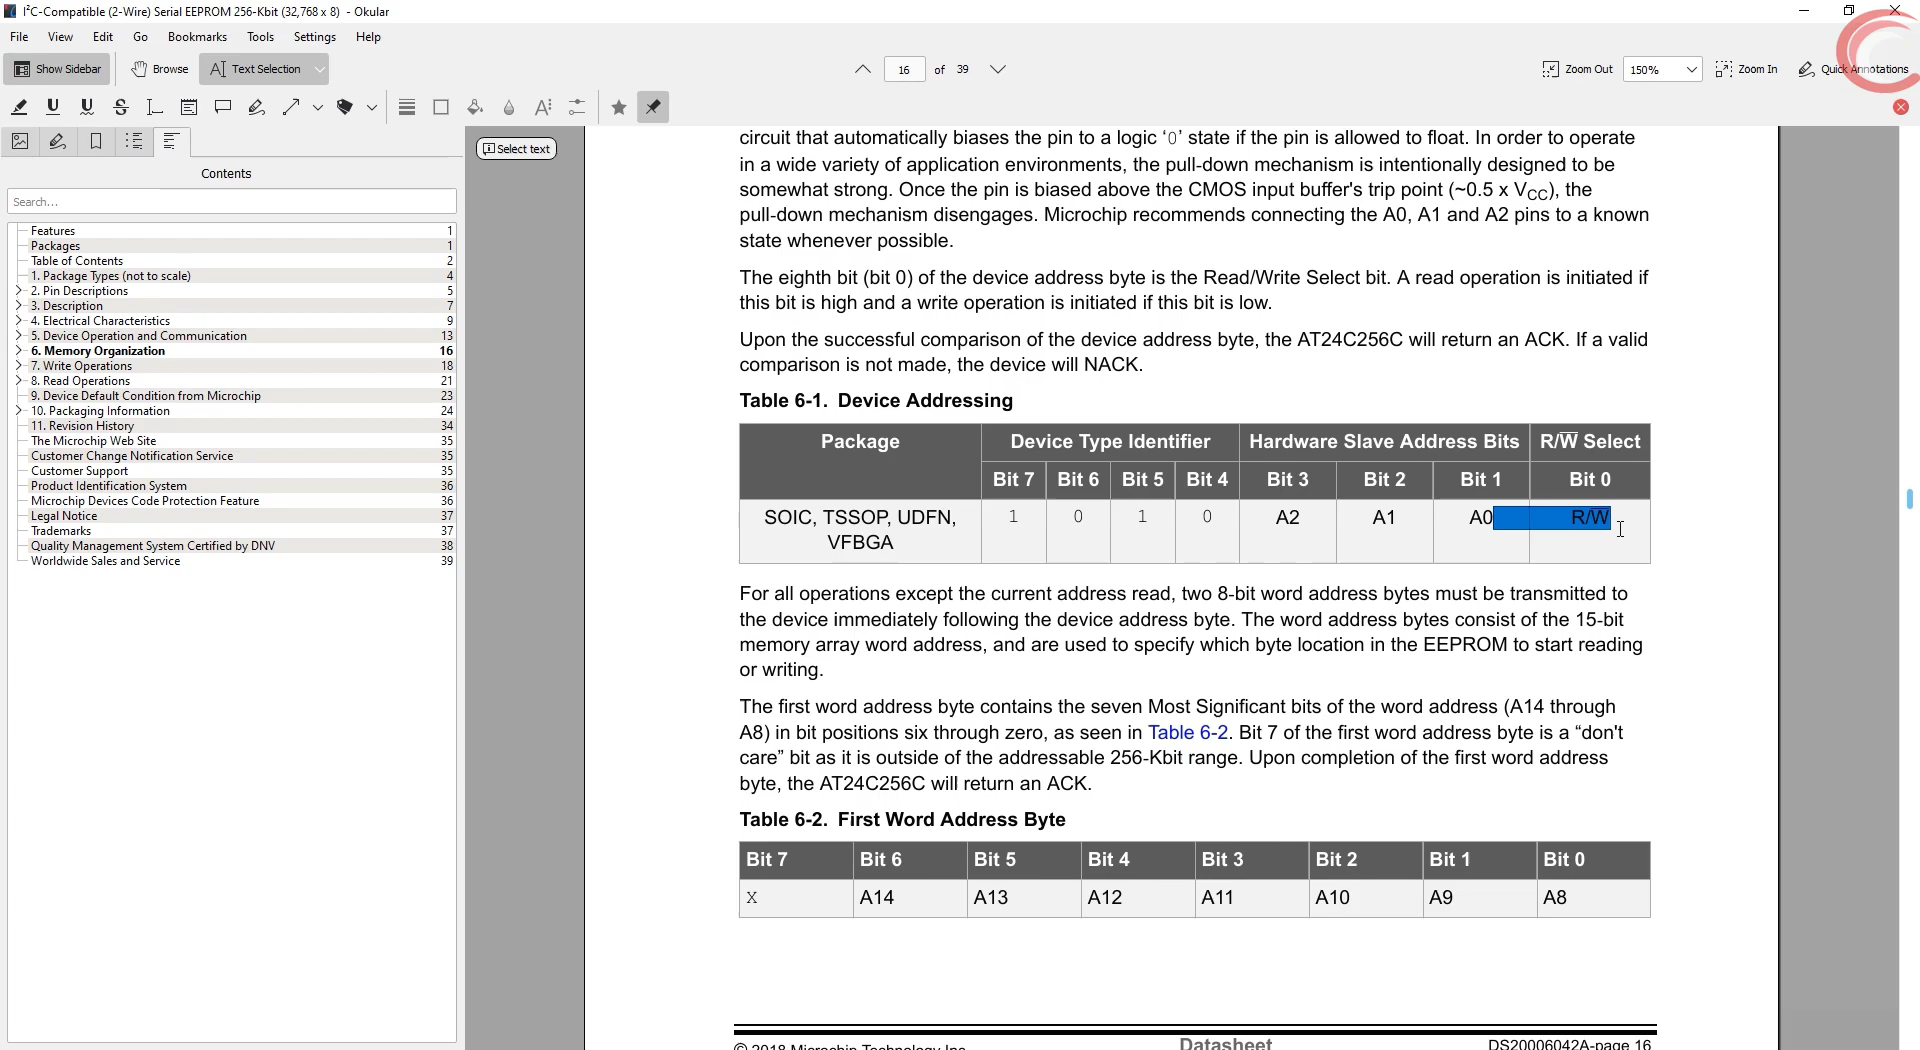 I²C-Compatible (2-Wire) Serial EEPROM 256-Kbit (32,768 x 8) - Okular
File View Edit Go Bookmarks Tools Settings Help
Show Sidebar Browse Text Selection 16 of 39 Zoom Out 150% Zoom In Quick Annotations
Contents
Search...
Features 1
Packages 1
Table of Contents 2
1. Package Types (not to scale) 4
2. Pin Descriptions 5
3. Description 7
4. Electrical Characteristics 9
5. Device Operation and Communication 13
6. Memory Organization 16
7. Write Operations 18
8. Read Operations 21
9. Device Default Condition from Microchip 23
10. Packaging Information 24
11. Revision History 34
The Microchip Web Site 35
Customer Change Notification Service 35
Customer Support 35
Product Identification System 36
Microchip Devices Code Protection Feature 36
Legal Notice 37
Trademarks 37
Quality Management System Certified by DNV 38
Worldwide Sales and Service 39
Select text
circuit that automatically biases the pin to a logic ‘0’ state if the pin is allowed to float. In order to operate
in a wide variety of application environments, the pull-down mechanism is intentionally designed to be
somewhat strong. Once the pin is biased above the CMOS input buffer's trip point (~0.5 x VCC), the
pull-down mechanism disengages. Microchip recommends connecting the A0, A1 and A2 pins to a known
state whenever possible.
The eighth bit (bit 0) of the device address byte is the Read/Write Select bit. A read operation is initiated if
this bit is high and a write operation is initiated if this bit is low.
Upon the successful comparison of the device address byte, the AT24C256C will return an ACK. If a valid
comparison is not made, the device will NACK.
Table 6-1. Device Addressing
Package Device Type Identifier Hardware Slave Address Bits R/W̅ Select
Bit 7 Bit 6 Bit 5 Bit 4 Bit 3 Bit 2 Bit 1 Bit 0
SOIC, TSSOP, UDFN, 1 0 1 0 A2 A1 A0 R/W̅
VFBGA
For all operations except the current address read, two 8-bit word address bytes must be transmitted to
the device immediately following the device address byte. The word address bytes consist of the 15-bit
memory array word address, and are used to specify which byte location in the EEPROM to start reading
or writing.
The first word address byte contains the seven Most Significant bits of the word address (A14 through
A8) in bit positions six through zero, as seen in Table 6-2. Bit 7 of the first word address byte is a “don't
care” bit as it is outside of the addressable 256-Kbit range. Upon completion of the first word address
byte, the AT24C256C will return an ACK.
Table 6-2. First Word Address Byte
Bit 7 Bit 6 Bit 5 Bit 4 Bit 3 Bit 2 Bit 1 Bit 0
X A14 A13 A12 A11 A10 A9 A8
© 2018 Microchip Technology Inc. Datasheet DS20006042A-page 16